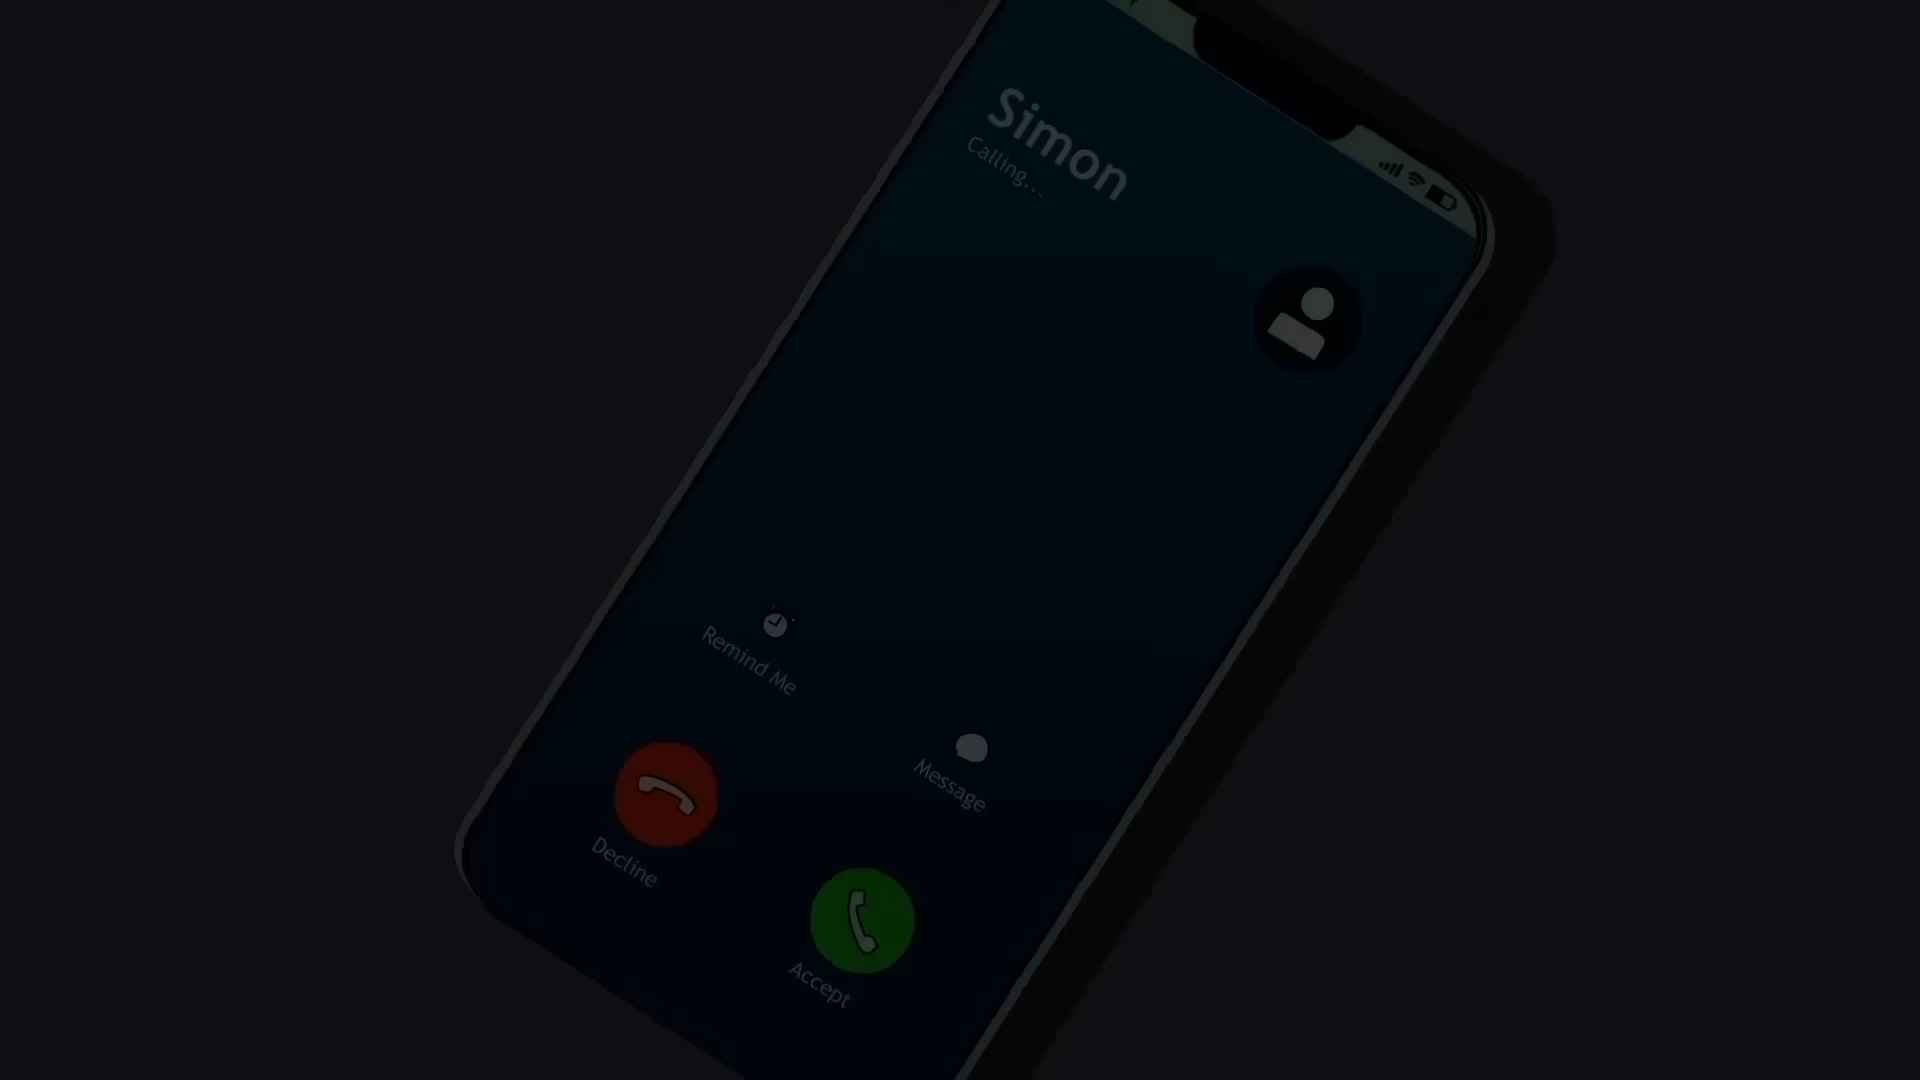 Simon
Calling...
Remind Me
Message
Decline
Accept